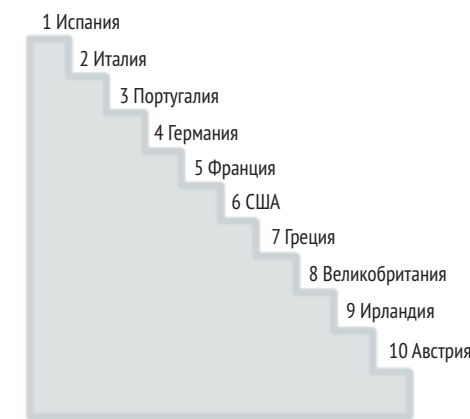 1 Испания
2 Италия
3 Португалия
4 Германия
5 Франция
6 США
7 Греция
8 Великобритания
9 Ирландия
10 Австрия